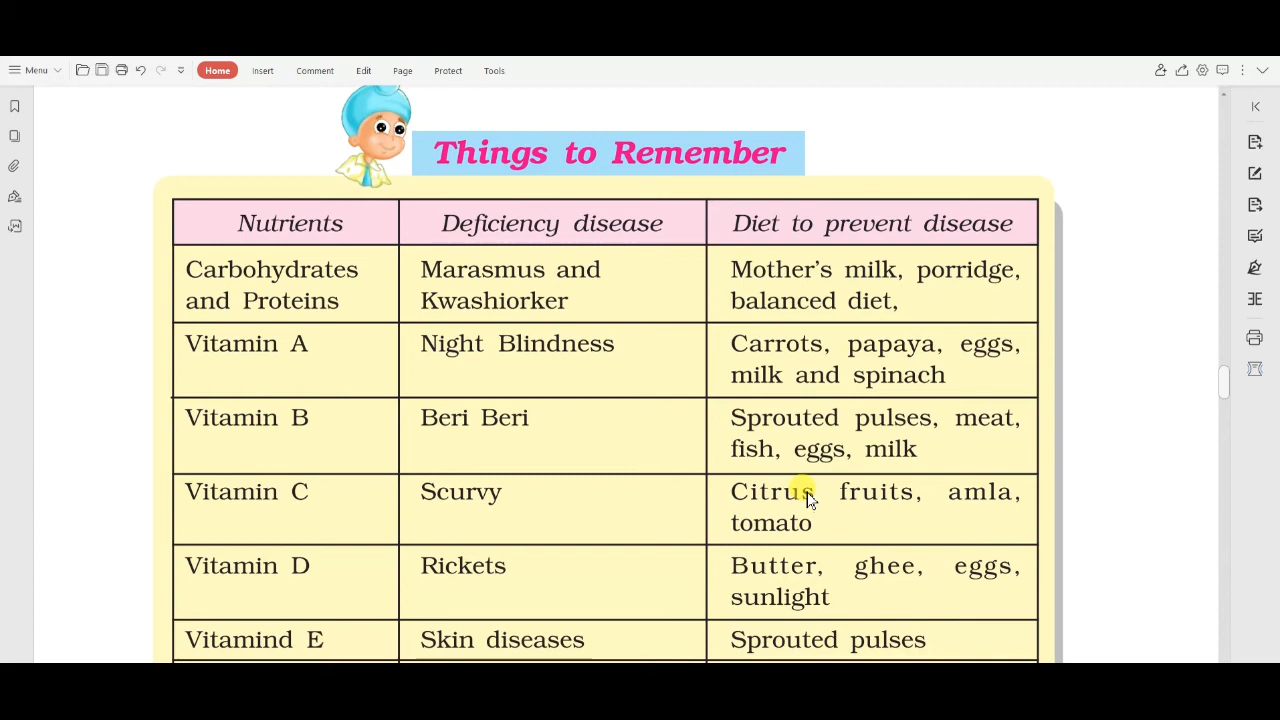 Menu Home Insert Comment Edit Page Protect Tools
Things to Remember
Nutrients Deficiency disease Diet to prevent disease
Carbohydrates Marasmus and Mother's milk, porridge,
and Proteins Kwashiorker balanced diet,
Vitamin A Night Blindness Carrots, papaya, eggs,
milk and spinach
Vitamin B Beri Beri Sprouted pulses, meat,
fish, eggs, milk
Vitamin C Scurvy Citrus fruits, amla,
tomato
Vitamin D Rickets Butter, ghee, eggs,
sunlight
Vitamind E Skin diseases Sprouted pulses